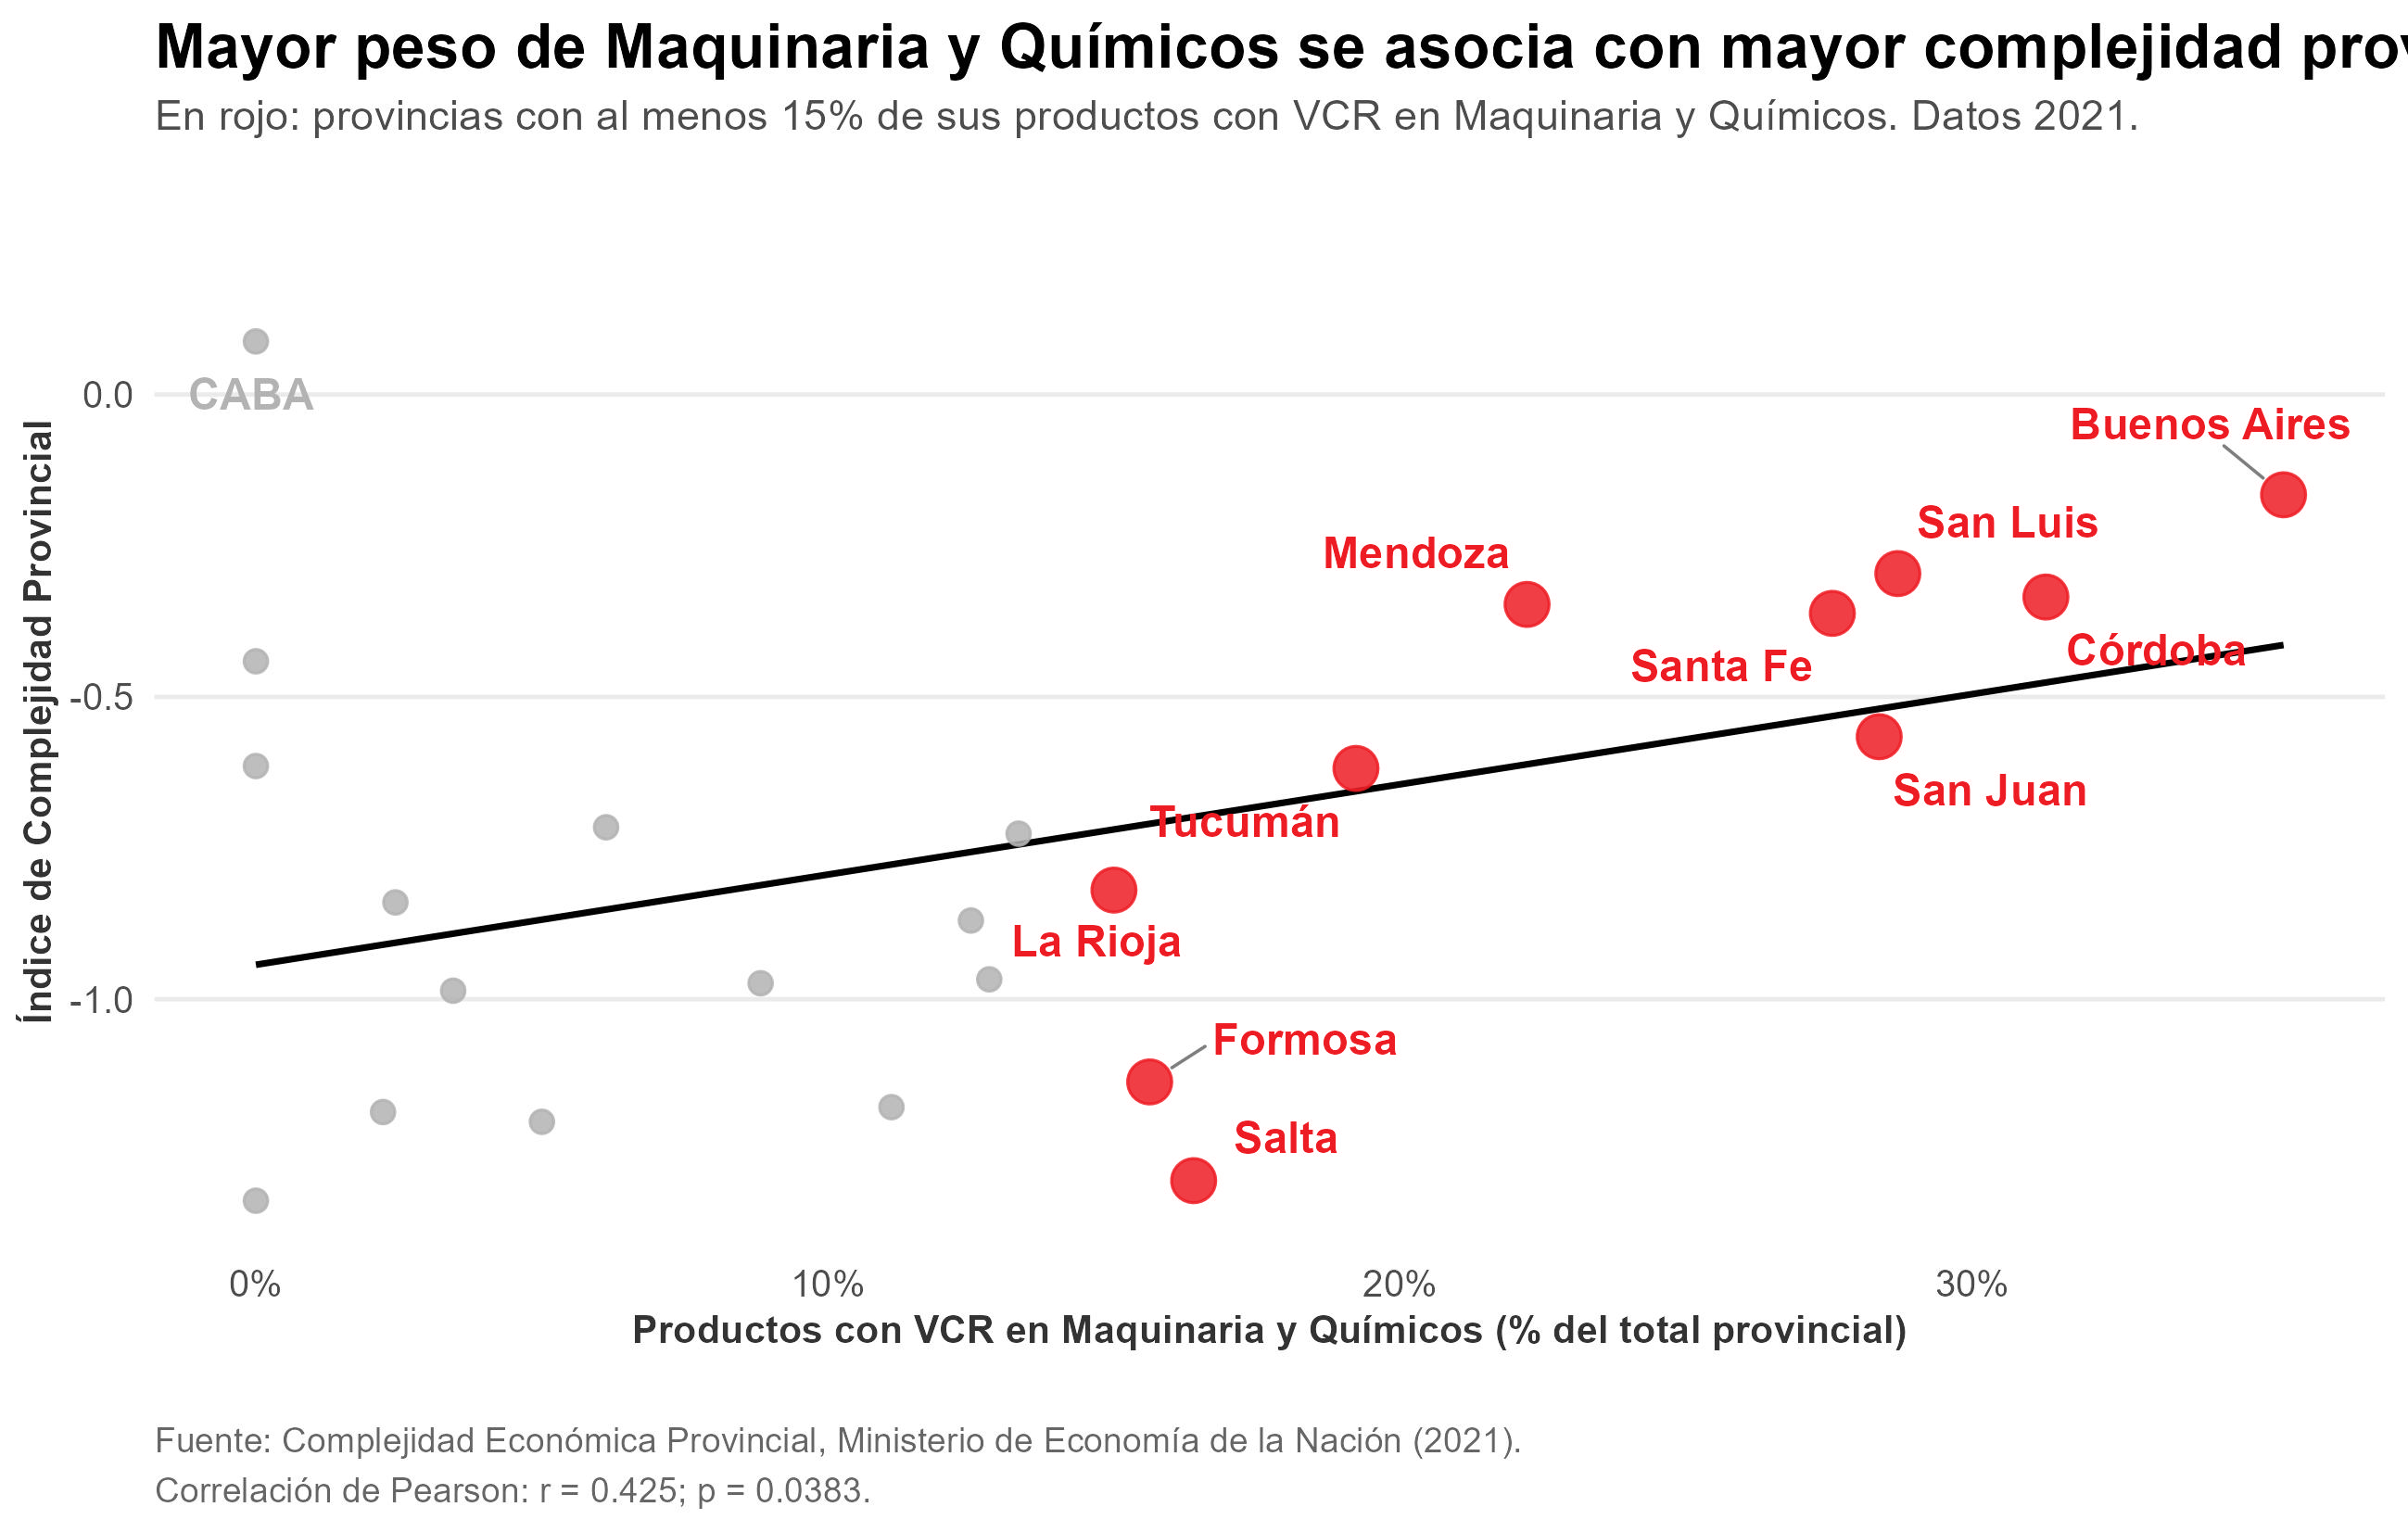 Mayor peso de Maquinaria y Químicos se asocia con mayor complejidad prov
En rojo: provincias con al menos 15% de sus productos con VCR en Maquinaria y Químicos. Datos 2021.
Índice de Complejidad Provincial
0.0
-0.5
-1.0
CABA
Buenos Aires
San Luis
Mendoza
Córdoba
Santa Fe
San Juan
Tucumán
La Rioja
Formosa
Salta
0%
10%
20%
30%
Productos con VCR en Maquinaria y Químicos (% del total provincial)
Fuente: Complejidad Económica Provincial, Ministerio de Economía de la Nación (2021).
Correlación de Pearson: r = 0.425; p = 0.0383.